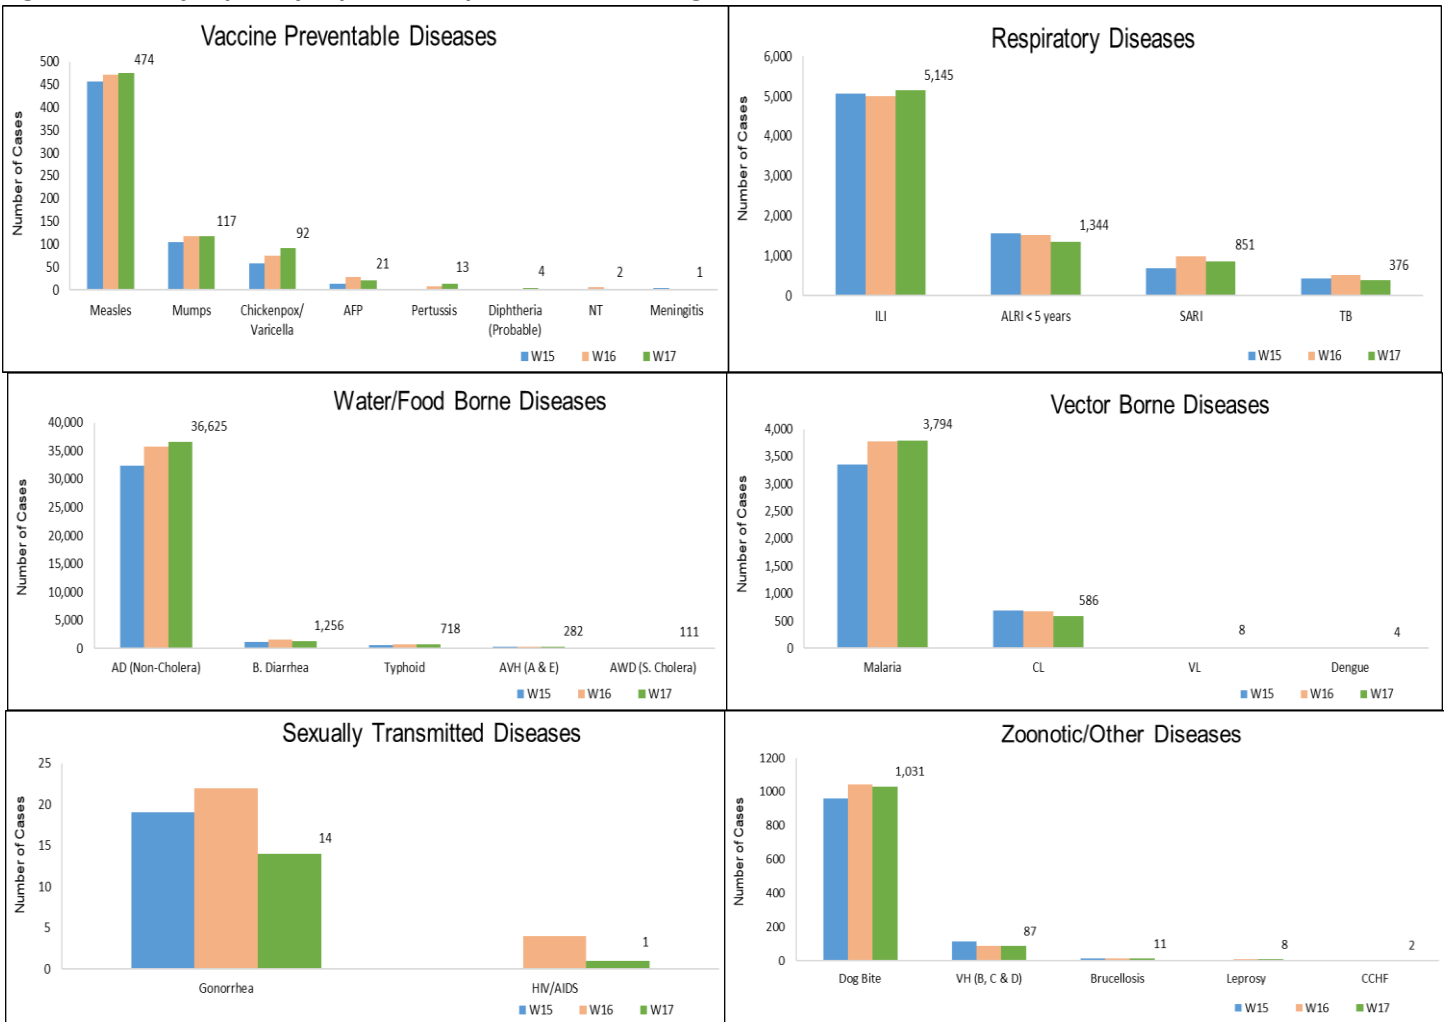 Vaccine Preventable Diseases
Number of Cases
500
450
400
350
300
250
200
150
100
50
0
474
117
92
21
13
4
2
1
Measles
Mumps
Chickenpox/
Varicella
AFP
Pertussis
Diphtheria
(Probable)
NT
Meningitis
W15 W16 W17
Respiratory Diseases
Number of Cases
6,000
5,000
4,000
3,000
2,000
1,000
0
5,145
1,344
851
376
ILI
ALRI < 5 years
SARI
TB
W15 W16 W17
Water/Food Borne Diseases
Number of Cases
40,000
35,000
30,000
25,000
20,000
15,000
10,000
5,000
0
36,625
1,256
718
282
111
AD (Non-Cholera)
B. Diarrhea
Typhoid
AVH (A & E)
AWD (S. Cholera)
W15 W16 W17
Vector Borne Diseases
Number of Cases
4,000
3,500
3,000
2,500
2,000
1,500
1,000
500
0
3,794
586
8
4
Malaria
CL
VL
Dengue
W15 W16 W17
Sexually Transmitted Diseases
Number of Cases
25
20
15
10
5
0
14
1
Gonorrhea
HIV/AIDS
W15 W16 W17
Zoonotic/Other Diseases
Number of Cases
1200
1000
800
600
400
200
0
1,031
87
11
8
2
Dog Bite
VH (B, C & D)
Brucellosis
Leprosy
CCHF
W15 W16 W17